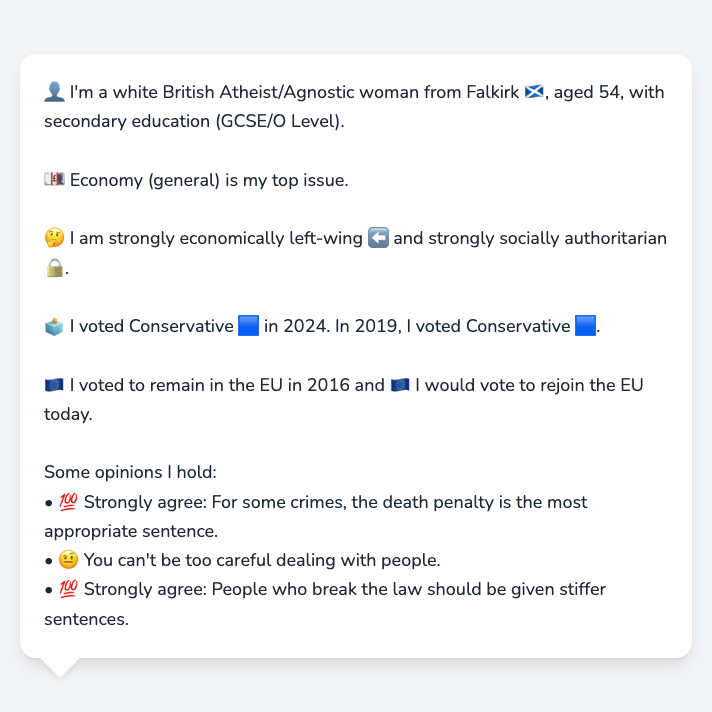 👤 I'm a white British Atheist/Agnostic woman from Falkirk 🏴󠁧󠁢󠁳󠁣󠁴󠁿, aged 54, with
secondary education (GCSE/O Level).
💷 Economy (general) is my top issue.
🤔 I am strongly economically left-wing ⬅️ and strongly socially authoritarian
🔒.
🗳️ I voted Conservative 🟦 in 2024. In 2019, I voted Conservative 🟦.
🇪🇺 I voted to remain in the EU in 2016 and 🇪🇺 I would vote to rejoin the EU
today.
Some opinions I hold:
• 💯 Strongly agree: For some crimes, the death penalty is the most
appropriate sentence.
• 🤨 You can't be too careful dealing with people.
• 💯 Strongly agree: People who break the law should be given stiffer
sentences.